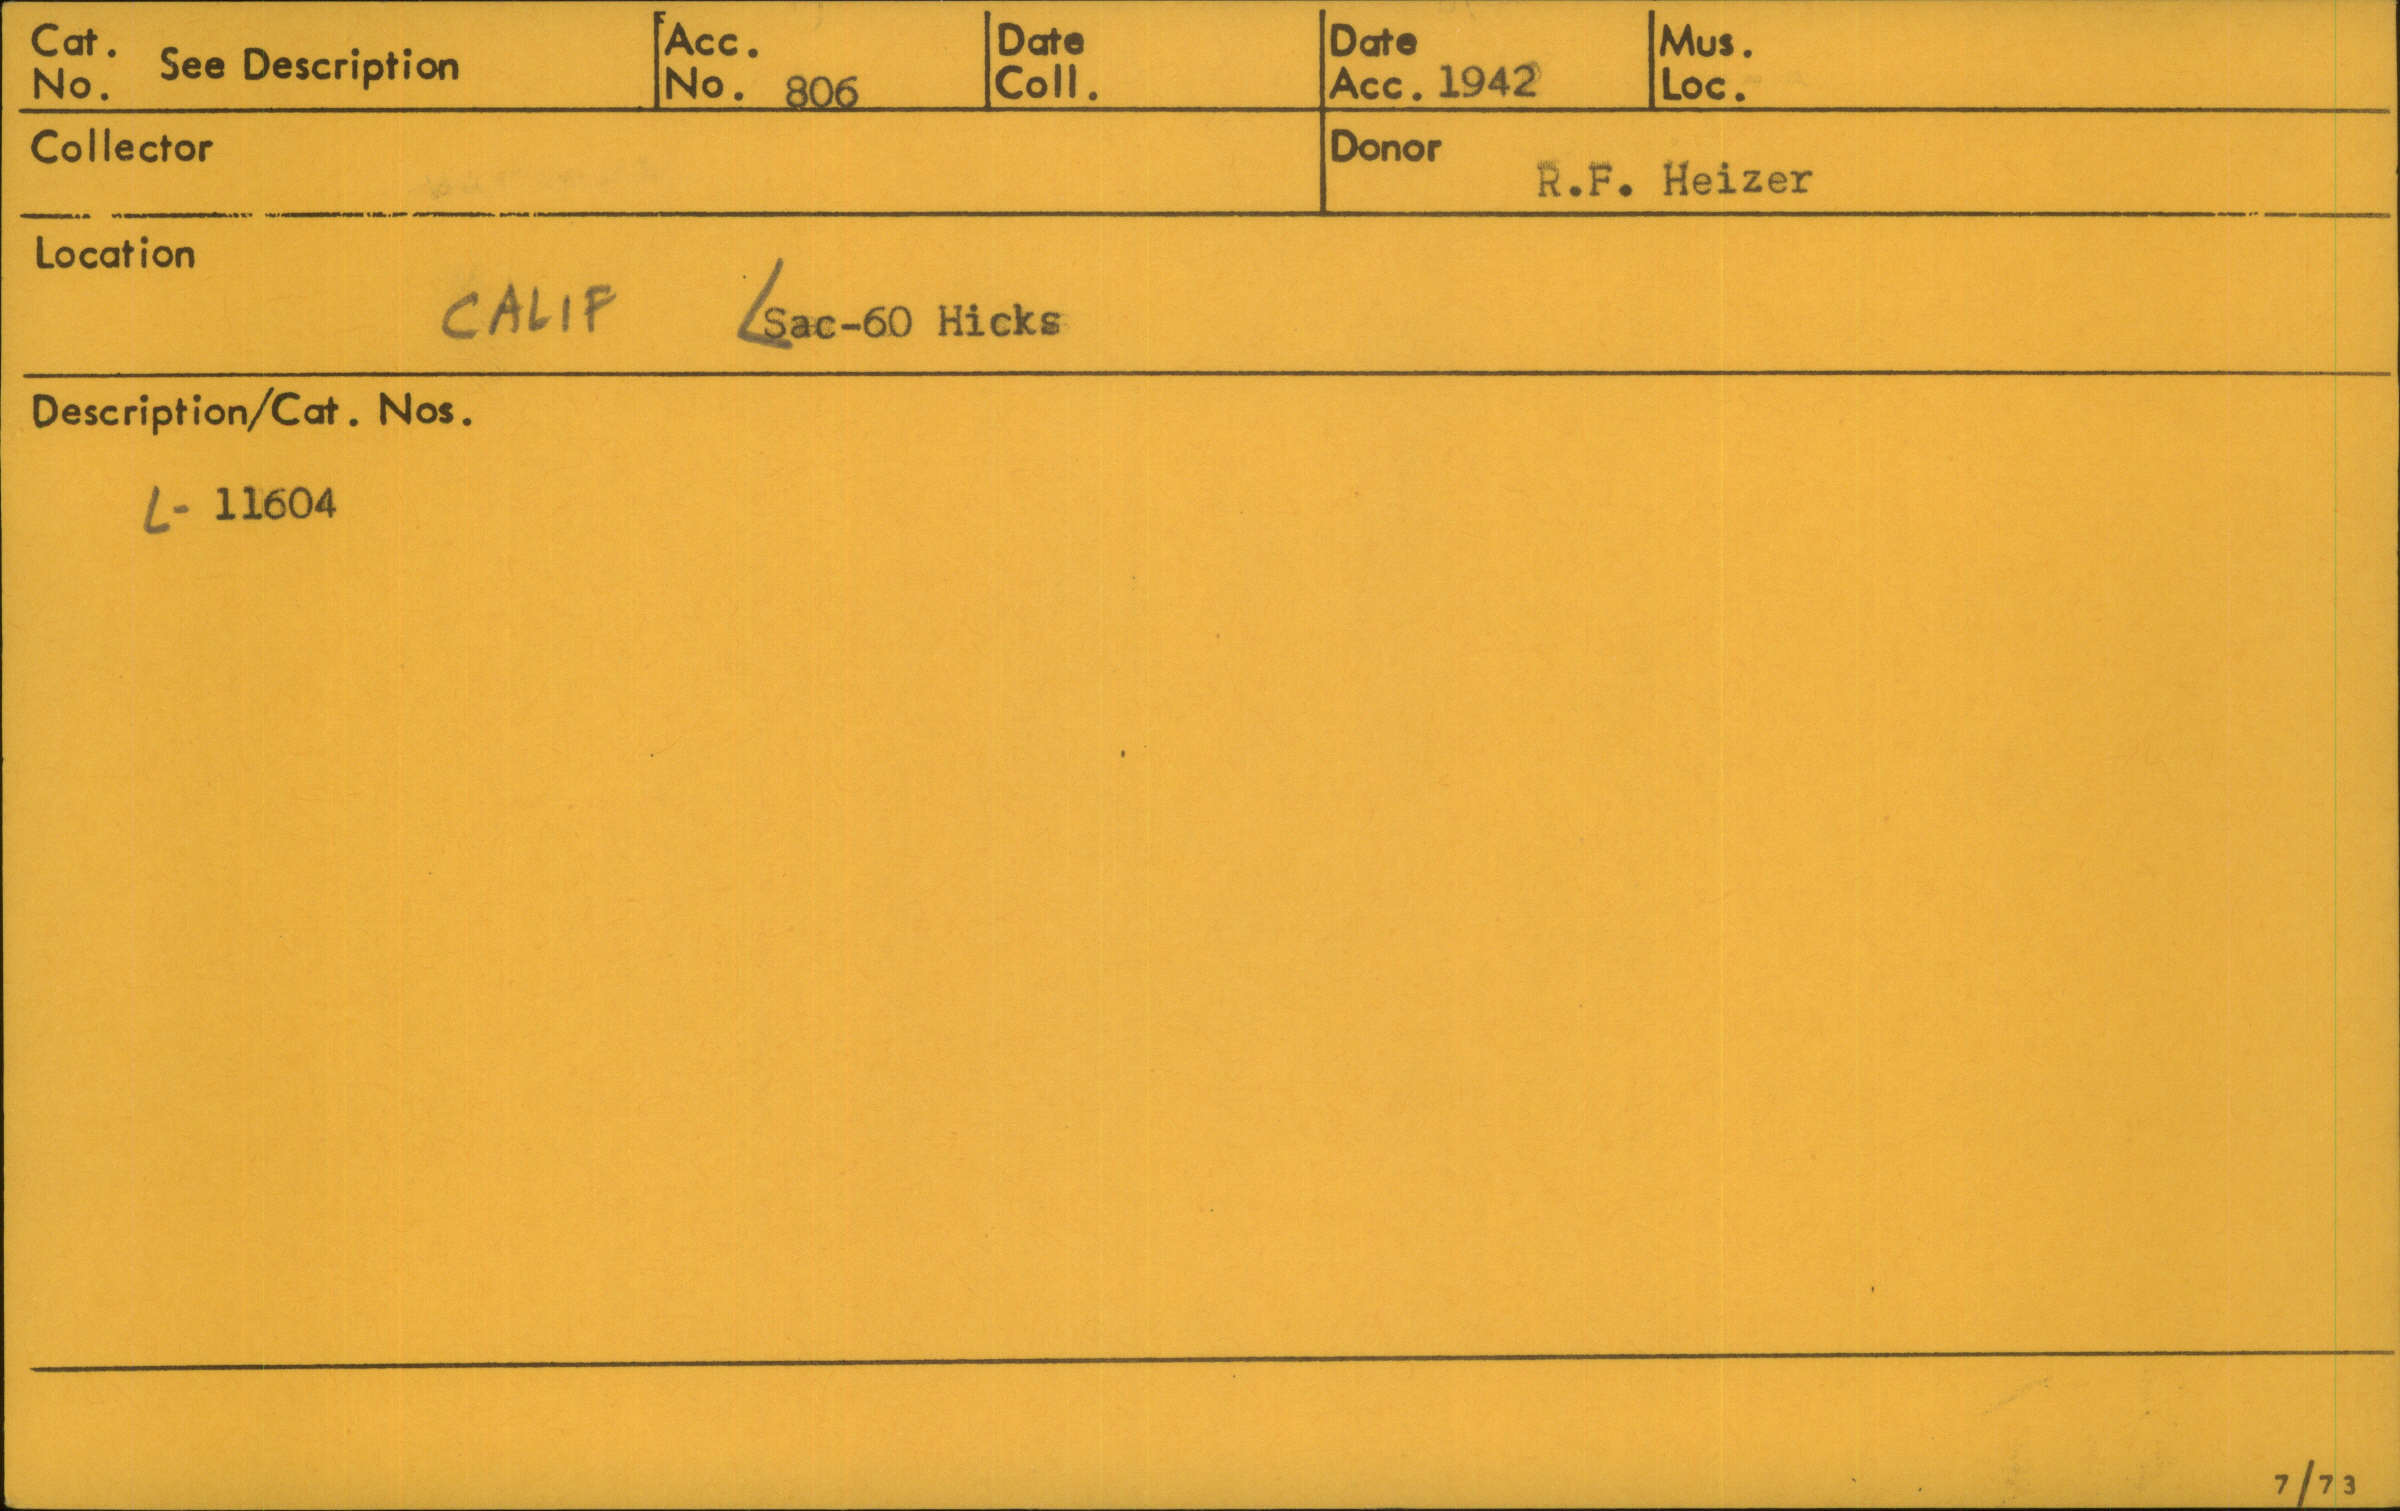 Cat. No. See Description
Acc. No. 806
Date Coll.
Date Acc. 1942
Mus. Loc.
Collector
Donor R.F. Heizer
Location
CALIF LSac-60 Hicks
Description/Cat. Nos.
L- 11604
7/73